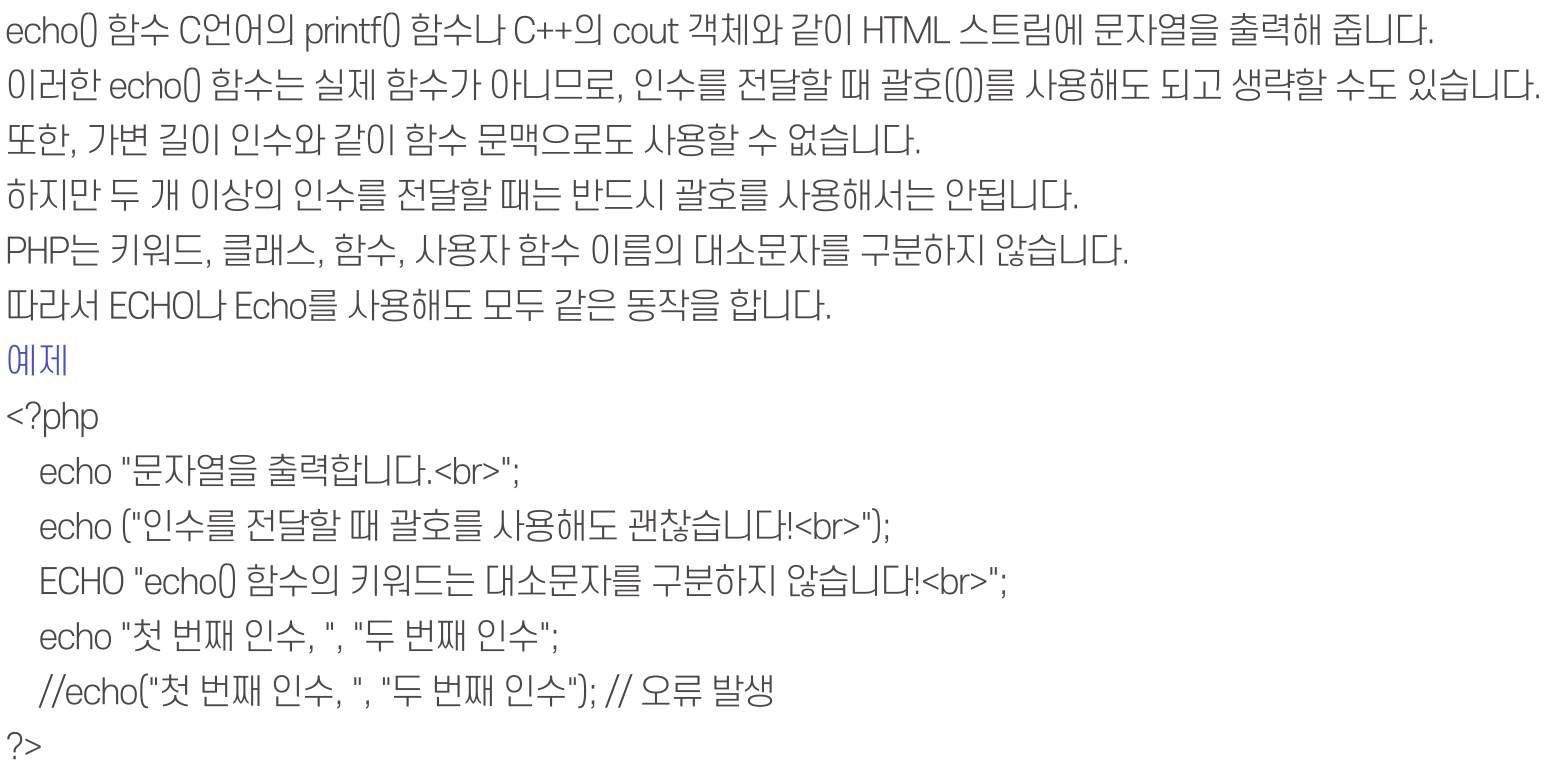 echo() 함수 C언어의 printf() 함수나 C++의 cout 객체와 같이 HTML 스트림에 문자열을 출력해 줍니다.
이러한 echo() 함수는 실제 함수가 아니므로, 인수를 전달할 때 괄호(())를 사용해도 되고 생략할 수도 있습니다.
또한, 가변 길이 인수와 같이 함수 문맥으로도 사용할 수 없습니다.
하지만 두 개 이상의 인수를 전달할 때는 반드시 괄호를 사용해서는 안됩니다.
PHP는 키워드, 클래스, 함수, 사용자 함수 이름의 대소문자를 구분하지 않습니다.
따라서 ECHO나 Echo를 사용해도 모두 같은 동작을 합니다.
예제
<?php
    echo "문자열을 출력합니다.<br>";
    echo ("인수를 전달할 때 괄호를 사용해도 괜찮습니다!<br>");
    ECHO "echo() 함수의 키워드는 대소문자를 구분하지 않습니다!<br>";
    echo "첫 번째 인수, ", "두 번째 인수";
    //echo("첫 번째 인수, ", "두 번째 인수"); // 오류 발생
?>